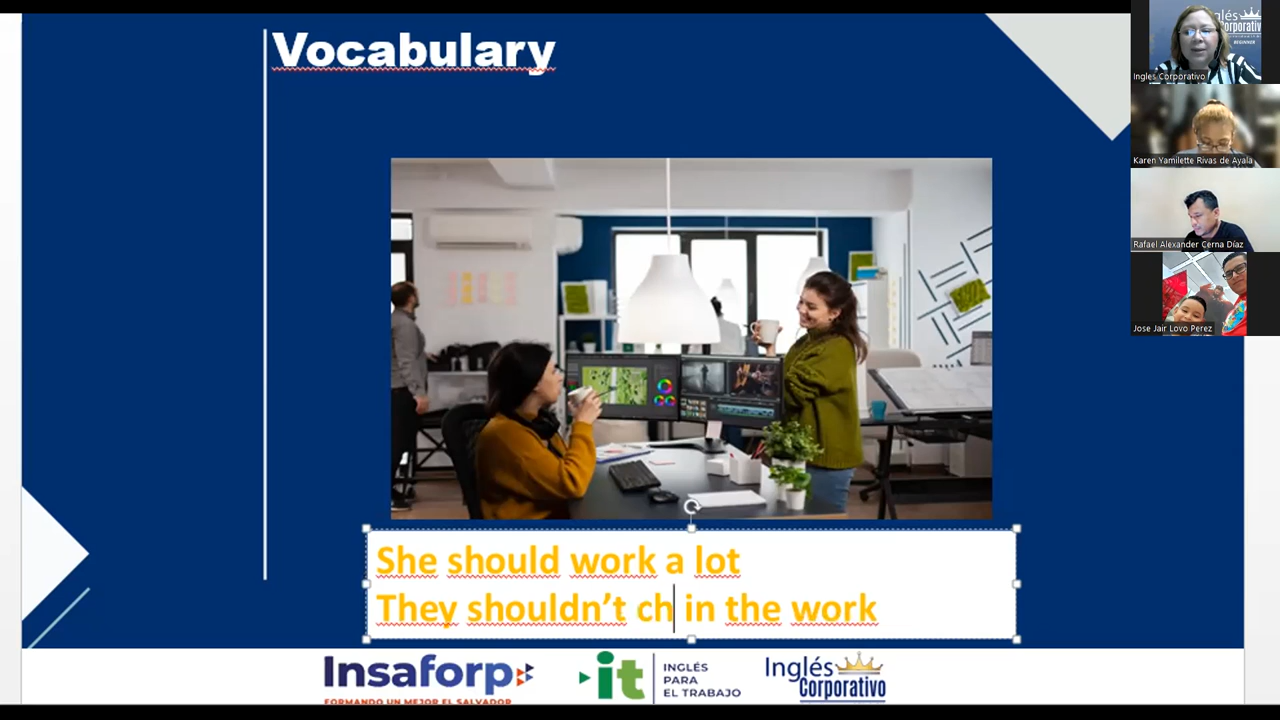 Vocabulary
She should work a lot
They shouldn't ch in the work
Insaforp
FORMANDO UN MEJOR EL SALVADOR
it
INGLÉS
PARA
EL TRABAJO
Inglés
Corporativo
Ingles Corporativo
Karen Yamilette Rivas de Ayala
Rafael Alexander Cerna Díaz
Jose Jair Lovo Perez